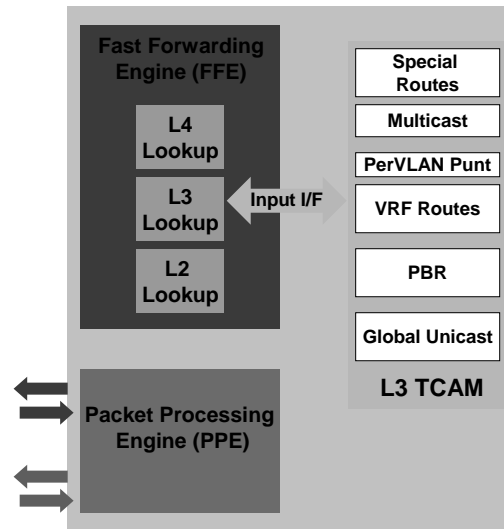 Fast Forwarding
Engine (FFE)
L4
Lookup
L3
Lookup
L2
Lookup
Input I/F
Special
Routes
Multicast
PerVLAN Punt
VRF Routes
PBR
Global Unicast
L3 TCAM
Packet Processing
Engine (PPE)